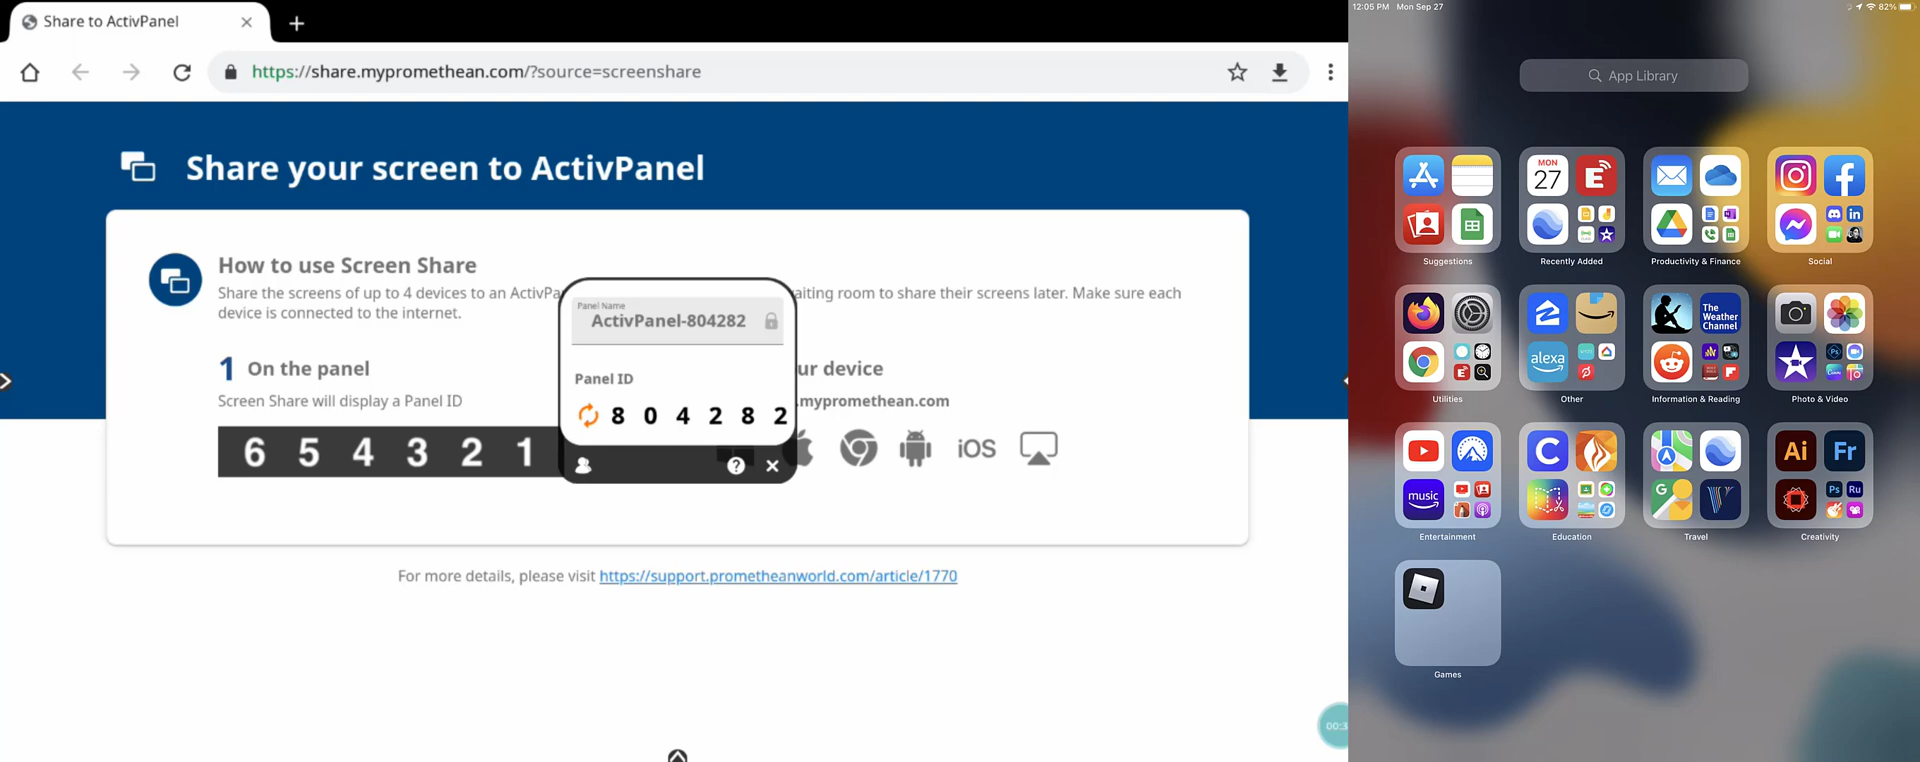 Share to ActivPanel
https://share.mypromethean.com/?source=screenshare
Share your screen to ActivPanel
How to use Screen Share
Share the screens of up to 4 devices to an ActivPa
aiting room to share their screens later. Make sure each
device is connected to the internet.
1 On the panel
Screen Share will display a Panel ID
6 5 4 3 2 1
Panel Name
ActivPanel-804282
Panel ID
8 0 4 2 8 2
ur device
.mypromethean.com
iOS
For more details, please visit https://support.prometheanworld.com/article/1770
00:3
12:05 PM Mon Sep 27
82%
App Library
MON
27
E
Suggestions
Recently Added
Productivity & Finance
Social
The Weather Channel
alexa
Utilities
Other
Information & Reading
Photo & Video
music
C
G
Ai
Fr
Ps
Ru
Entertainment
Education
Travel
Creativity
Games